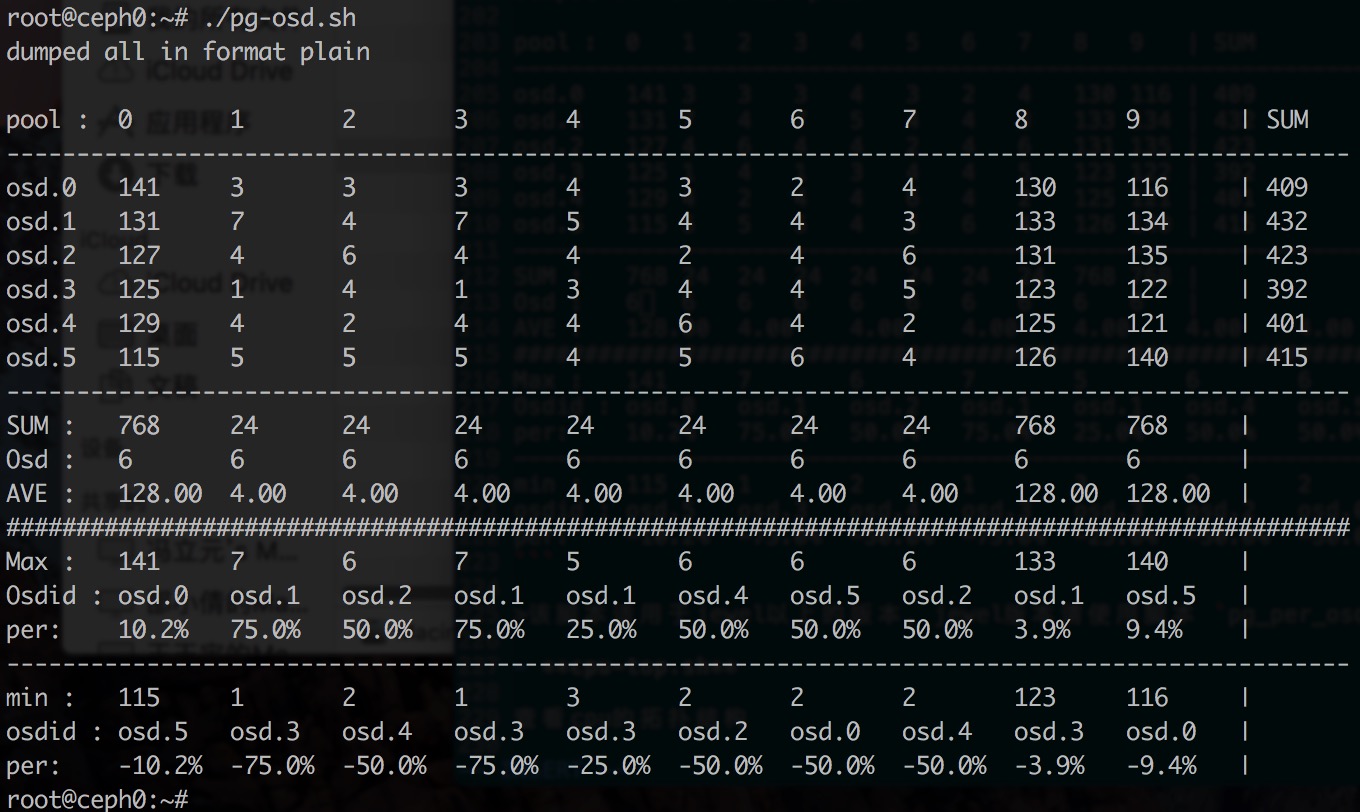 root@ceph0:~# ./pg-osd.sh
dumped all in format plain
pool : 0 1 2 3 4 5 6 7 8 9 | SUM
------------------------------------------------------------------------------------------------
osd.0 141 3 3 3 4 3 2 4 130 116 | 409
osd.1 131 7 4 7 5 4 4 3 133 134 | 432
osd.2 127 4 6 4 4 2 4 6 131 135 | 423
osd.3 125 1 4 1 3 4 4 5 123 122 | 392
osd.4 129 4 2 4 4 6 4 2 125 121 | 401
osd.5 115 5 5 5 4 5 6 4 126 140 | 415
------------------------------------------------------------------------------------------------
SUM : 768 24 24 24 24 24 24 24 768 768 |
Osd : 6 6 6 6 6 6 6 6 6 6 |
AVE : 128.00 4.00 4.00 4.00 4.00 4.00 4.00 4.00 128.00 128.00 |
################################################################################################
Max : 141 7 6 7 5 6 6 6 133 140 |
Osdid : osd.0 osd.1 osd.2 osd.1 osd.1 osd.4 osd.5 osd.2 osd.1 osd.5 |
per: 10.2% 75.0% 50.0% 75.0% 25.0% 50.0% 50.0% 50.0% 3.9% 9.4% |
------------------------------------------------------------------------------------------------
min : 115 1 2 1 3 2 2 2 123 116 |
osdid : osd.5 osd.3 osd.4 osd.3 osd.3 osd.2 osd.0 osd.4 osd.3 osd.0 |
per: -10.2% -75.0% -50.0% -75.0% -25.0% -50.0% -50.0% -50.0% -3.9% -9.4% |
root@ceph0:~#